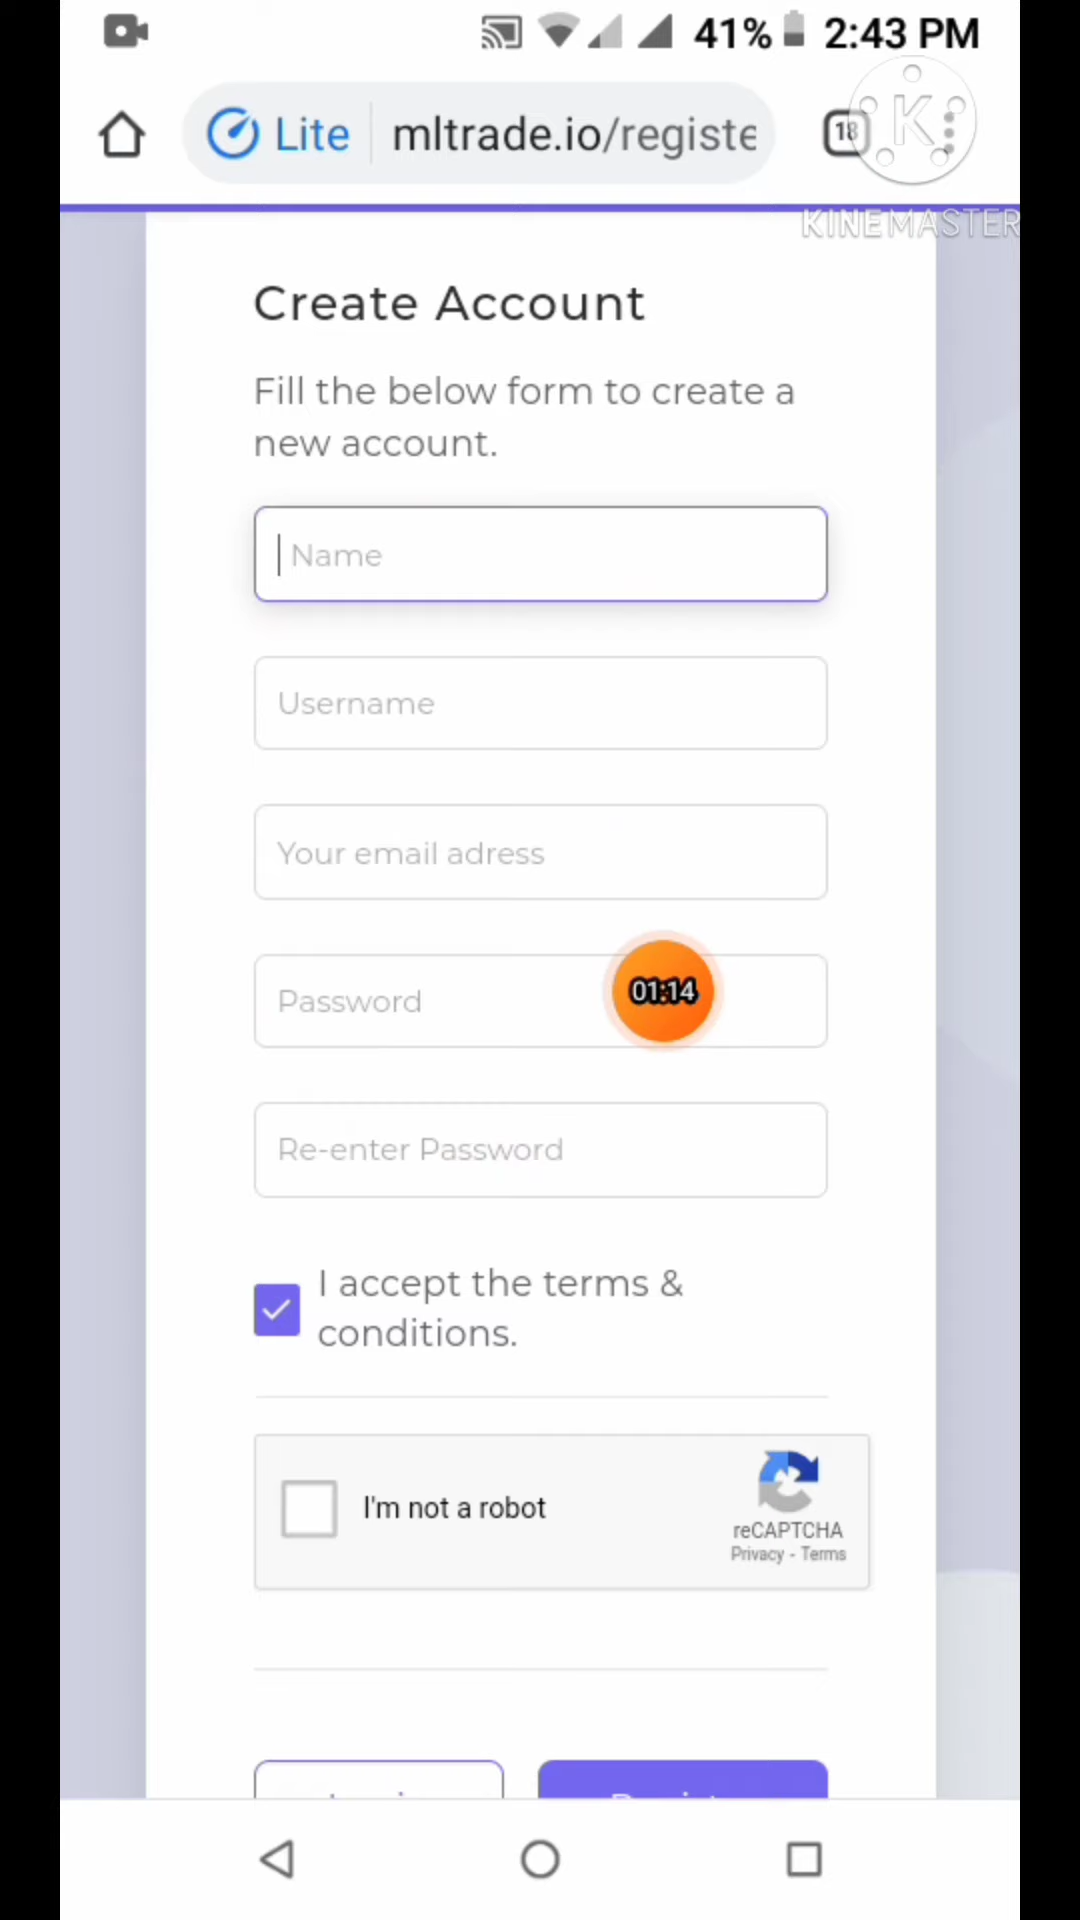 41% 2:43 PM
Lite mltrade.io/registe 18
K
KINEMASTER
Create Account
Fill the below form to create a
new account.
Name
Username
Your email adress
Password
01:14
Re-enter Password
I accept the terms &
conditions.
I'm not a robot
reCAPTCHA
Privacy - Terms